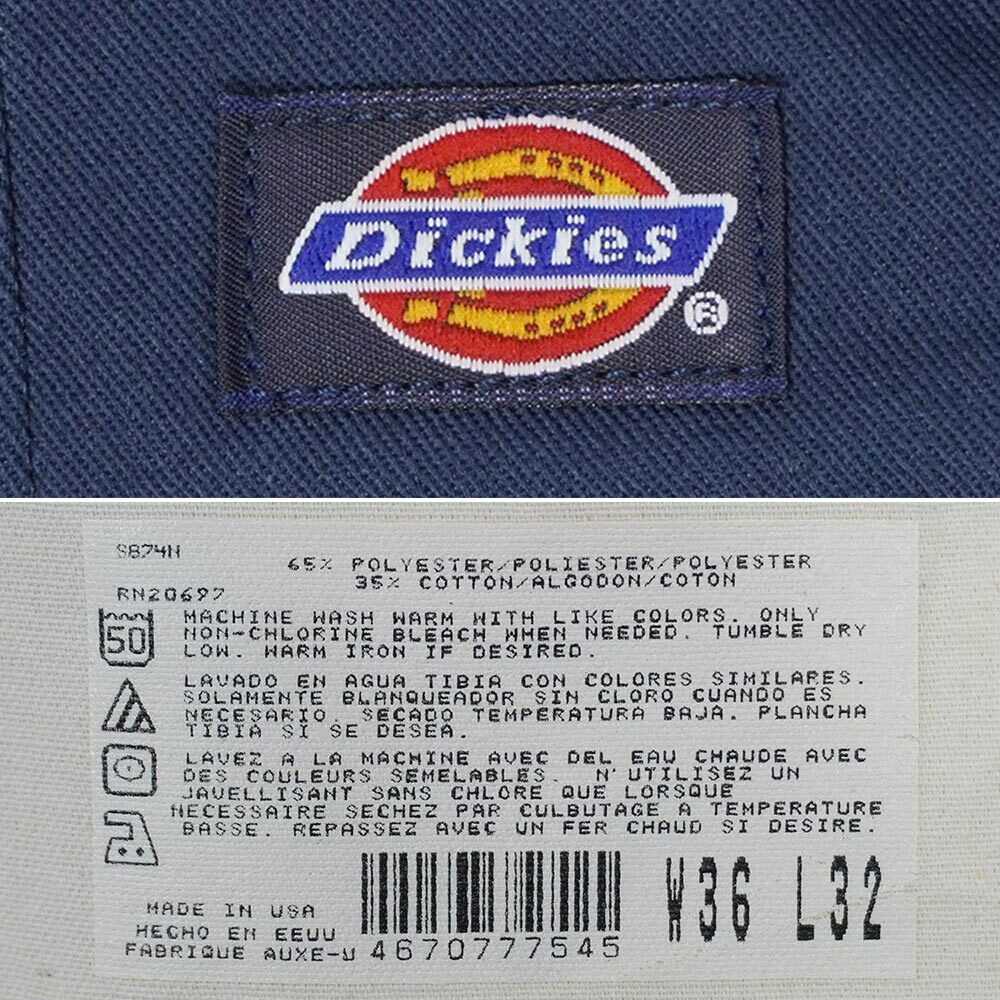 Dickies
®
S874N
65% POLYESTER/POLIESTER/POLYESTER
35% COTTON/ALGODON/COTON
RN20697
50
MACHINE WASH WARM WITH LIKE COLORS. ONLY
NON-CHLORINE BLEACH WHEN NEEDED. TUMBLE DRY
LOW. WARM IRON IF DESIRED.
LAVADO EN AGUA TIBIA CON COLORES SIMILARES.
SOLAMENTE BLANQUEADOR SIN CLORO CUANDO ES
NECESARIO. SECADO TEMPERATURA BAJA. PLANCHA
TIBIA SI SE DESEA.
LAVEZ A LA MACHINE AVEC DEL EAU CHAUDE AVEC
DES COULEURS SEMELABLES. N'UTILISEZ UN
JAVELLISANT SANS CHLORE QUE LORSQUE
NECESSAIRE SECHEZ PAR CULBUTAGE A TEMPERATURE
BASSE. REPASSEZ AVEC UN FER CHAUD SI DESIRE.
W36 L32
MADE IN USA
HECHO EN EEUU
FABRIQUE AUXE-U
4670777545